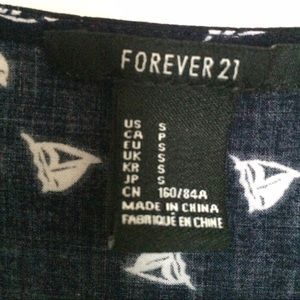 FOREVER 21
US S
CA P
EU S
UK S
KR S
JP S
CN 160/84A
MADE IN CHINA
FABRIQUÉ EN CHINE